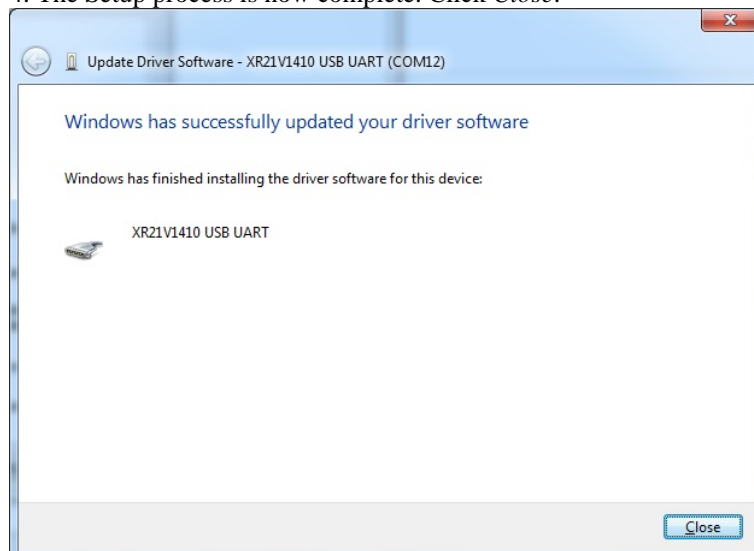 4. The Setup process is now complete. Click Close.
Update Driver Software - XR21V1410 USB UART (COM12)
Windows has successfully updated your driver software
Windows has finished installing the driver software for this device:
XR21V1410 USB UART
Close